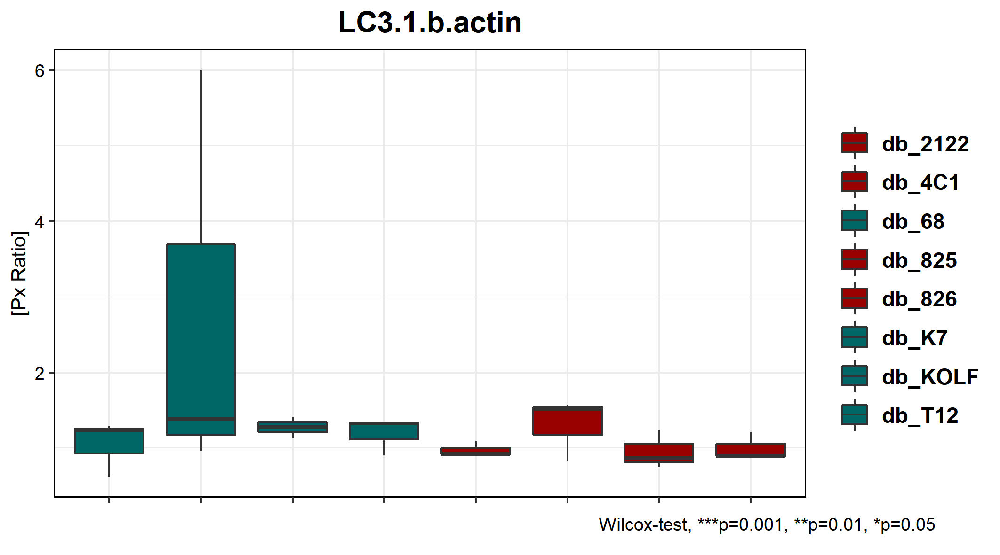 LC3.1.b.actin
[Px Ratio]
6
4
2
db_2122
db_4C1
db_68
db_825
db_826
db_K7
db_KOLF
db_T12
Wilcox-test, ***p=0.001, **p=0.01, *p=0.05